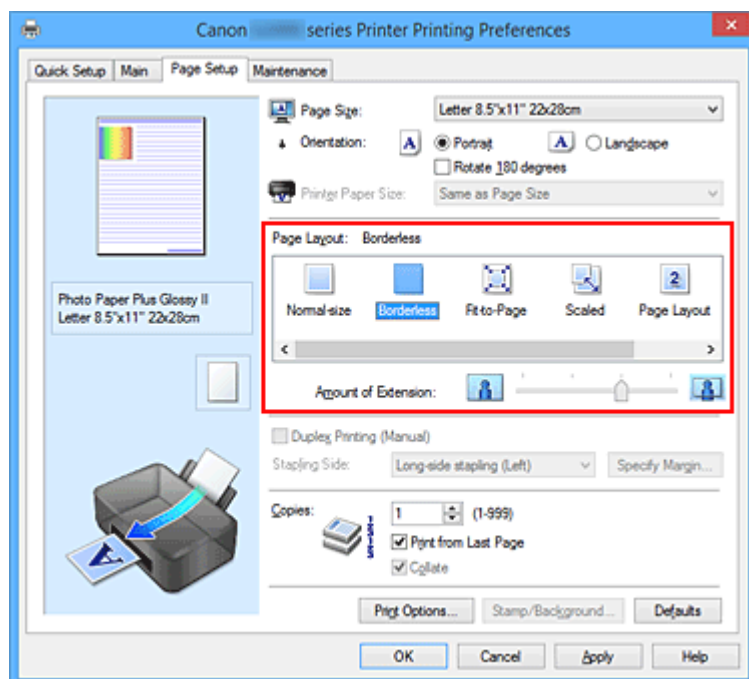 Canon series Printer Printing Preferences
Quick Setup Main Page Setup Maintenance
Page Size: Letter 8.5"x11" 22x28cm
Orientation: A Portrait A Landscape
Rotate 180 degrees
Printer Paper Size: Same as Page Size
Page Layout: Borderless
Normal-size Borderless Fit-to-Page Scaled Page Layout
Photo Paper Plus Glossy II
Letter 8.5"x11" 22x28cm
Amount of Extension:
Duplex Printing (Manual)
Stapling Side: Long-side stapling (Left) Specify Margin...
Copies: 1 (1-999)
Print from Last Page
Collate
Print Options... Stamp/Background... Defaults
OK Cancel Apply Help